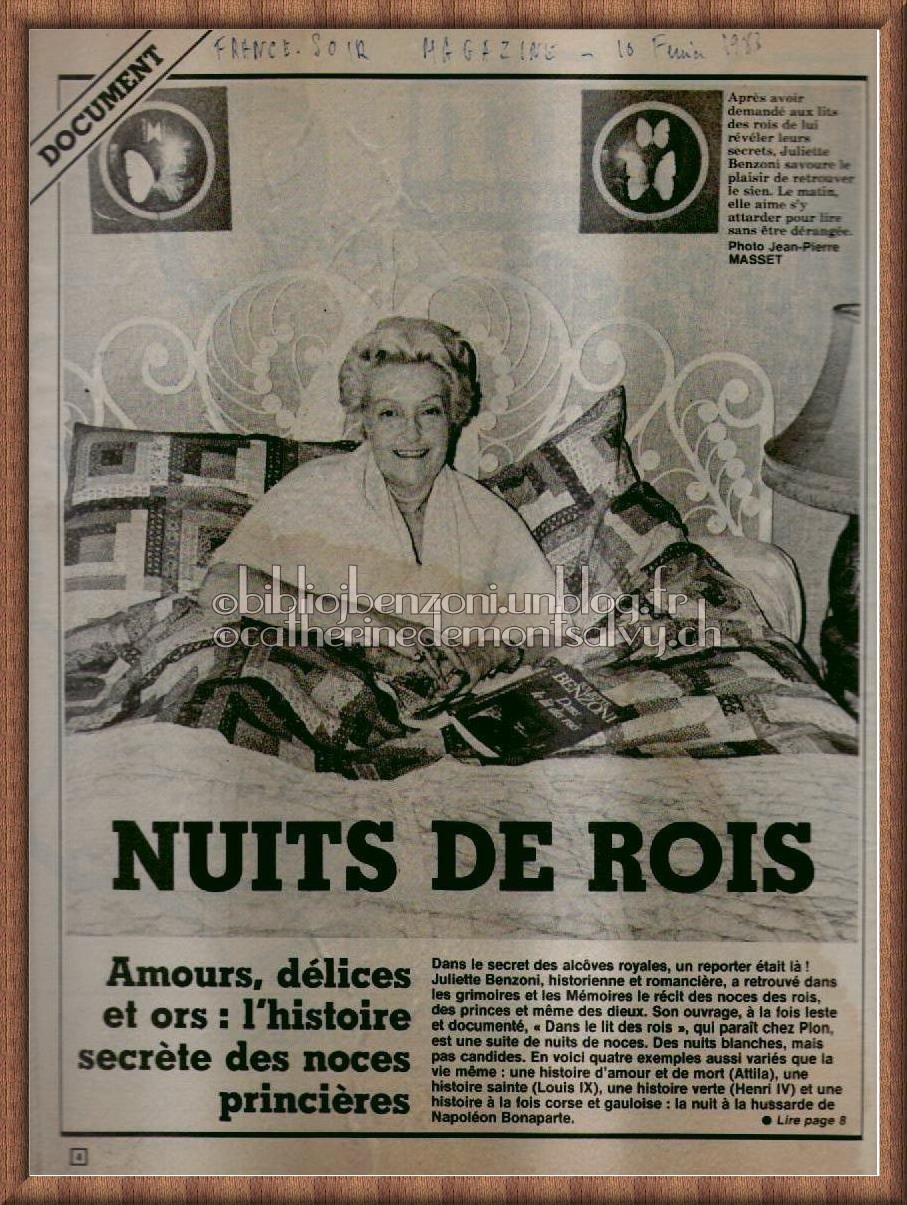 FRANCE-SOIR MAGAZINE - 1983
DOCUMENT
Après avoir
demandé aux lits
des rois de lui
révéler leurs
secrets, Juliette
Benzoni savoure le
plaisir de retrouver
le sien. Le matin,
elle aime s'y
attarder pour lire
sans être dérangée.
Photo Jean-Pierre
MASSET
©bibliojbenzoni.unblog.fr
©catherinedemontsalvy.ch
BENZONI
NUITS DE ROIS
Amours, délices
et ors : l'histoire
secrète des noces
princières
Dans le secret des alcôves royales, un reporter était là !
Juliette Benzoni, historienne et romancière, a retrouvé dans
les grimoires et les Mémoires le récit des noces des rois,
des princes et même des dieux. Son ouvrage, à la fois leste
et documenté, « Dans le lit des rois », qui paraît chez Plon,
est une suite de nuits de noces. Des nuits blanches, mais
pas candides. En voici quatre exemples aussi variés que la
vie même : une histoire d'amour et de mort (Attila), une
histoire sainte (Louis IX), une histoire verte (Henri IV) et une
histoire à la fois corse et gauloise : la nuit à la hussarde de
Napoléon Bonaparte.
● Lire page 8
4